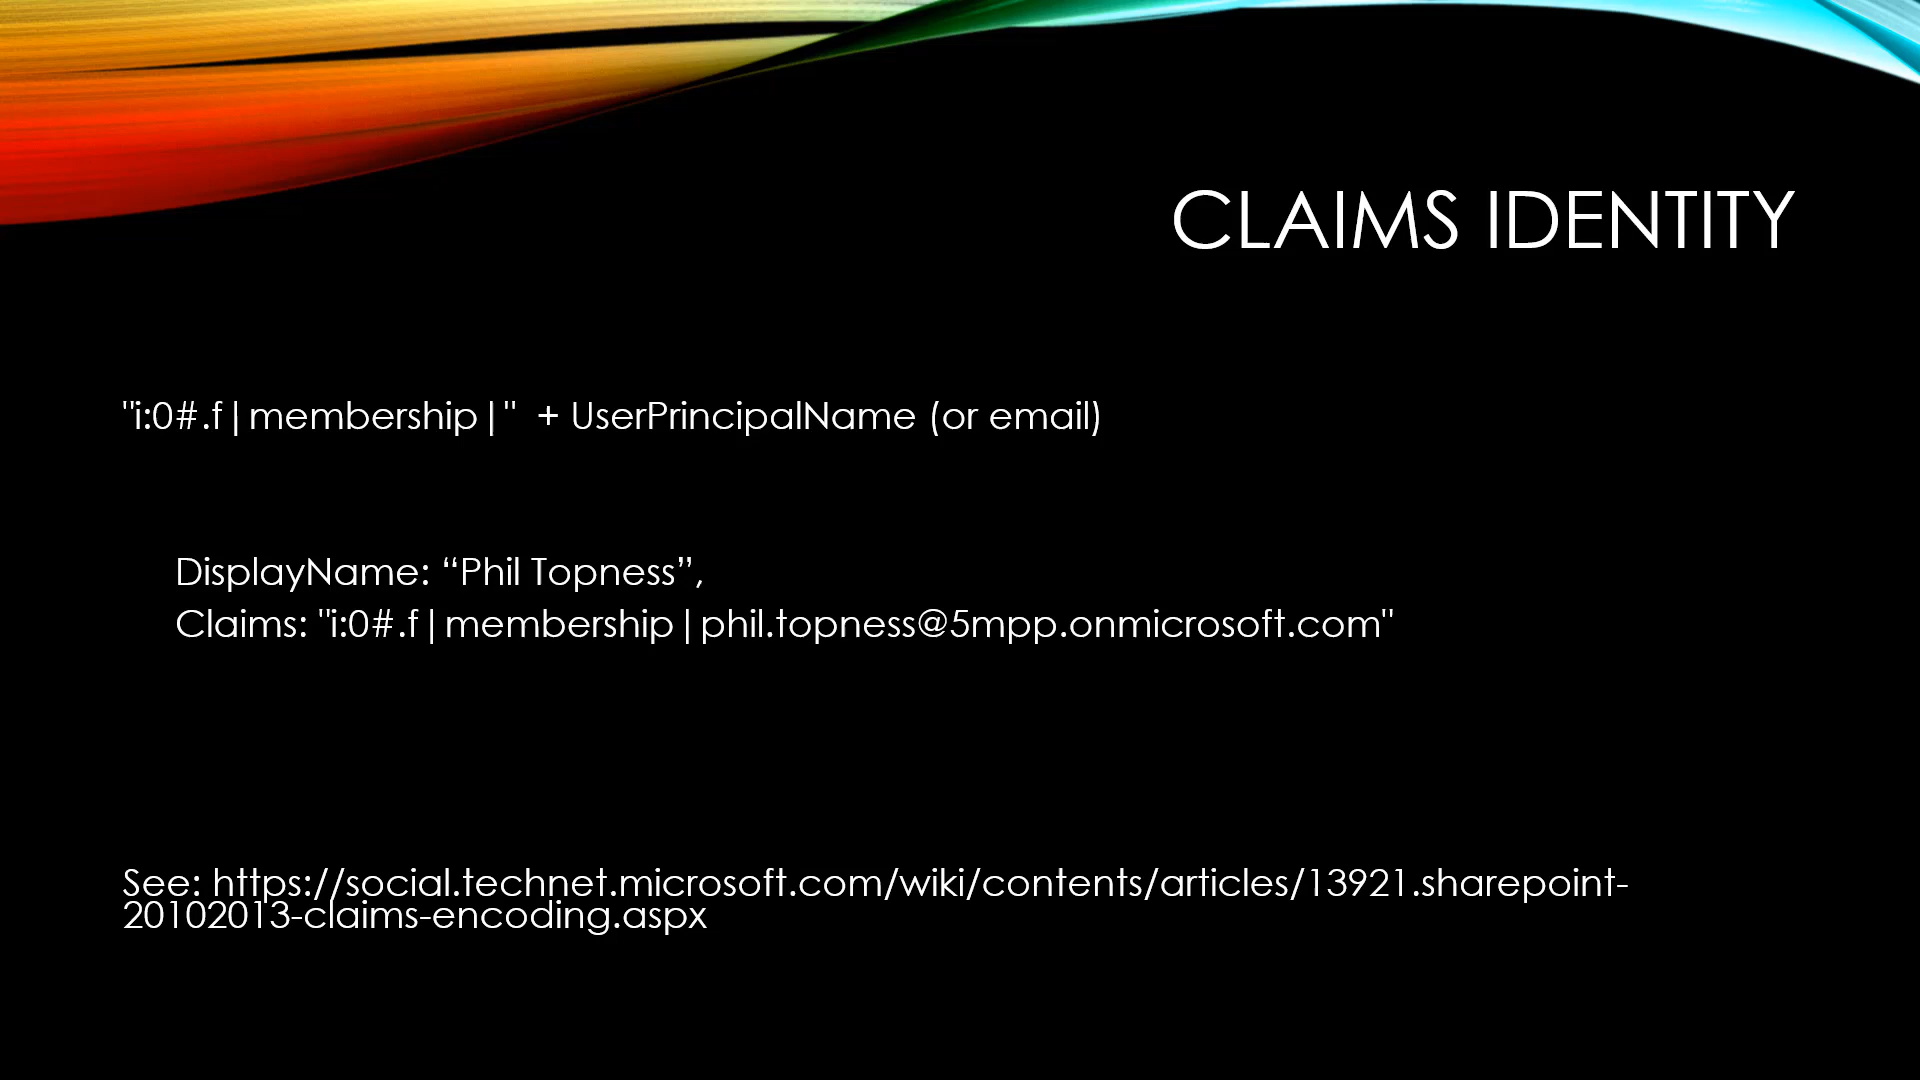 CLAIMS IDENTITY
"i:0#.f|membership|"  + UserPrincipalName (or email)
DisplayName: “Phil Topness”,
Claims: "i:0#.f|membership|phil.topness@5mpp.onmicrosoft.com"
See: https://social.technet.microsoft.com/wiki/contents/articles/13921.sharepoint-
20102013-claims-encoding.aspx